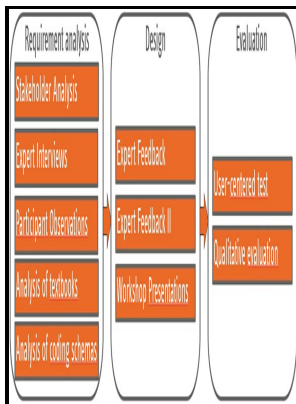 Requirement analysis
Stakeholder Analysis
Expert Interviews
Participant Observations
Analysis of textbooks
Analysis of coding schemas
Design
Expert Feedback
Expert Feedback II
Workshop Presentations
Evaluation
User-centered test
Qualitative evaluation